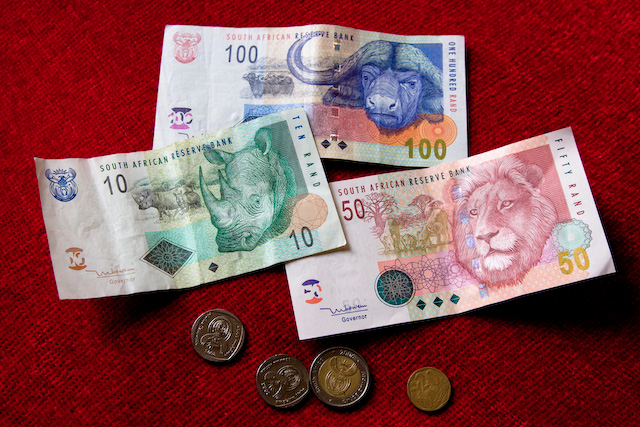 SOUTH AFRICAN RESERVE BANK
100
ONE HUNDRED RAND
100
SOUTH AFRICAN RESERVE BANK
10
TEN RAND
10
Governor
SOUTH AFRICAN RESERVE BANK
50
FIFTY RAND
50
Governor